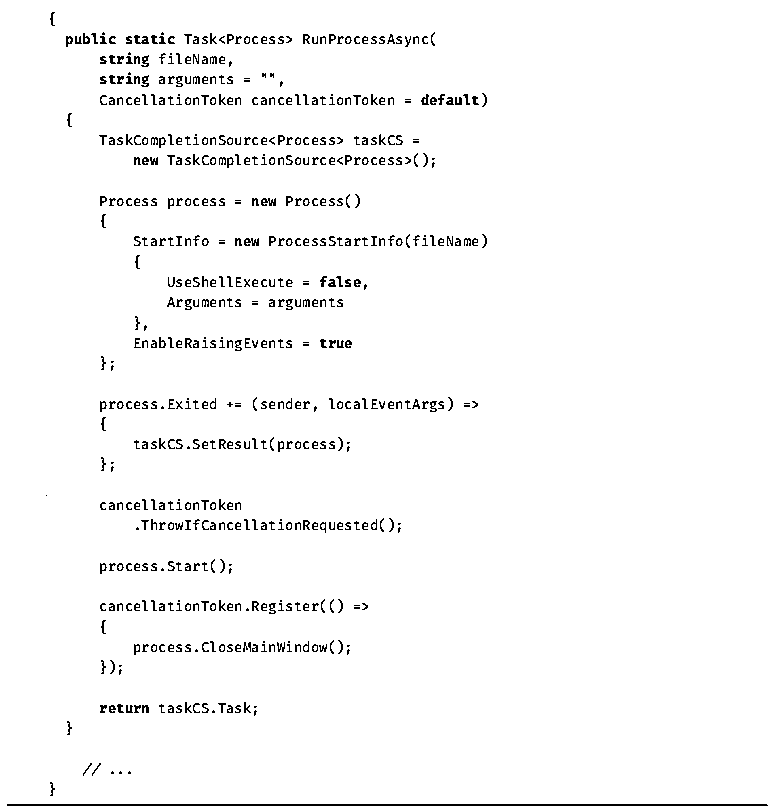 {
  public static Task<Process> RunProcessAsync(
      string fileName,
      string arguments = "",
      CancellationToken cancellationToken = default)
  {
      TaskCompletionSource<Process> taskCS =
          new TaskCompletionSource<Process>();

      Process process = new Process()
      {
          StartInfo = new ProcessStartInfo(fileName)
          {
              UseShellExecute = false,
              Arguments = arguments
          },
          EnableRaisingEvents = true
      };

      process.Exited += (sender, localEventArgs) =>
      {
          taskCS.SetResult(process);
      };

      cancellationToken
          .ThrowIfCancellationRequested();

      process.Start();

      cancellationToken.Register(() =>
      {
          process.CloseMainWindow();
      });

      return taskCS.Task;
  }

    // ...
}